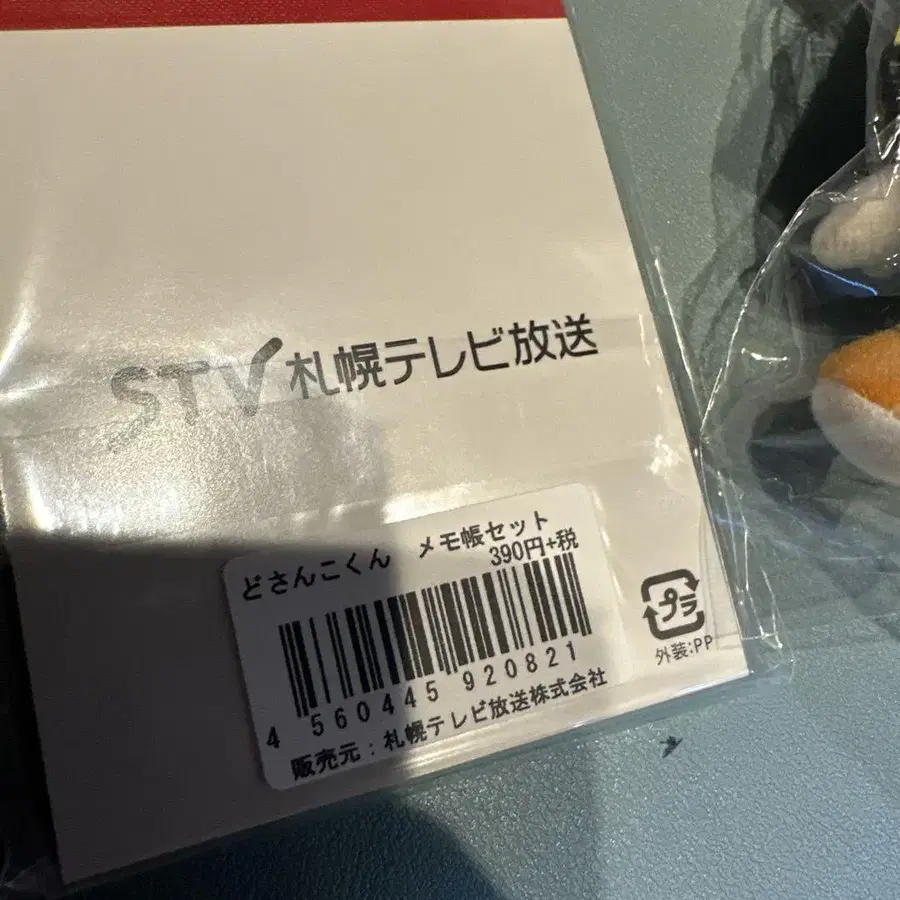 STV 札幌テレビ放送
どさんこくん メモ帳セット
390円+税
4 560445 920821
販売元：札幌テレビ放送株式会社
プラ
外装:PP